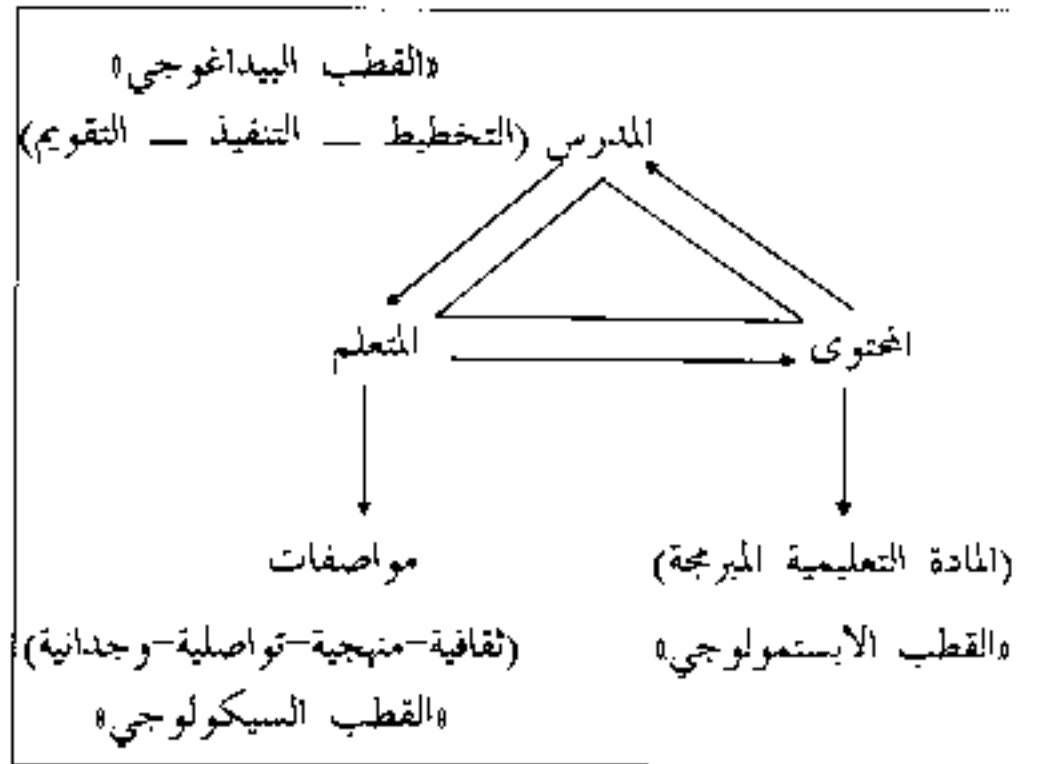 «القطب البيداغوجي»
المدرس (التخطيط – التنفيذ – التقويم)
المحتوى
المتعلم
(المادة التعليمية المبرمجة)
مواصفات
«القطب الأبستمولوجي»
(ثقافية-منهجية-تواصلية-وجدانية)
«القطب السيكولوجي»